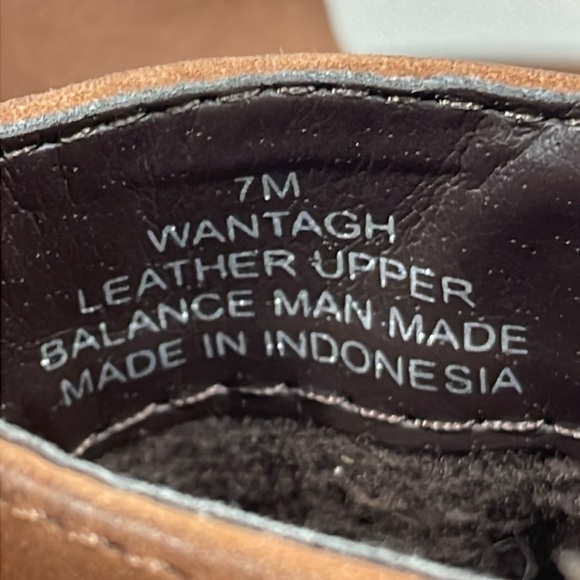 7M
WANTAGH
LEATHER UPPER
BALANCE MAN MADE
MADE IN INDONESIA